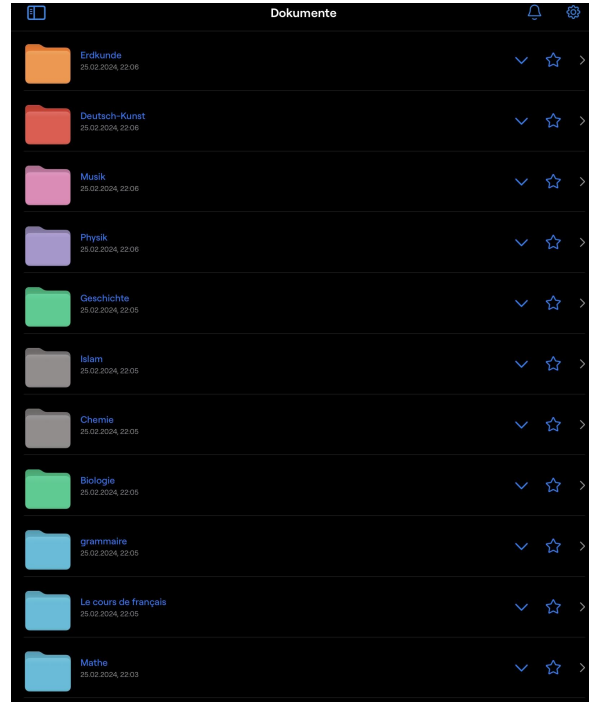 Dokumente
Erdkunde
25.02.2024, 22:06
Deutsch-Kunst
25.02.2024, 22:06
Musik
25.02.2024, 22:06
Physik
25.02.2024, 22:06
Geschichte
25.02.2024, 22:05
Islam
25.02.2024, 22:05
Chemie
25.02.2024, 22:05
Biologie
25.02.2024, 22:05
grammaire
25.02.2024, 22:05
Le cours de français
25.02.2024, 22:05
Mathe
25.02.2024, 22:03